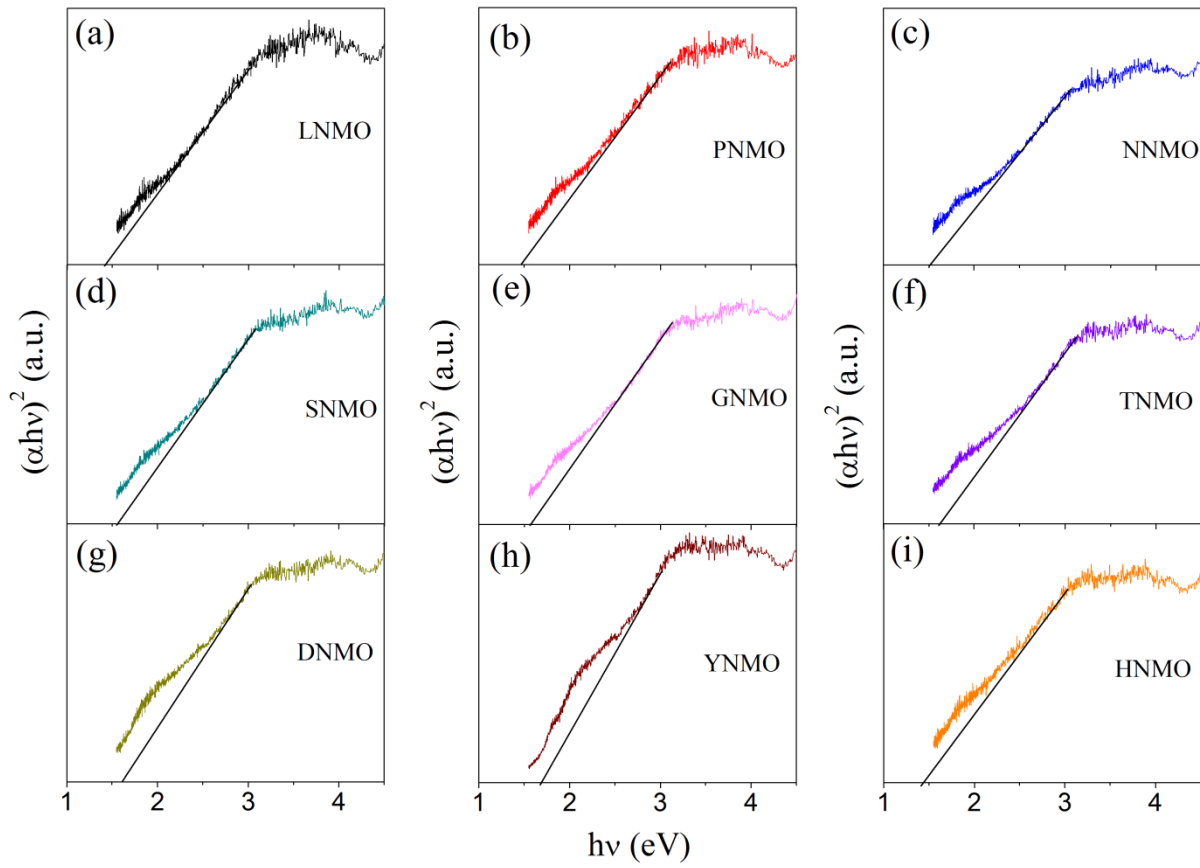 (a)
LNMO
(b)
PNMO
(c)
NNMO
(d)
SNMO
(e)
GNMO
(f)
TNMO
(g)
DNMO
(h)
YNMO
(i)
HNMO
(αhν)² (a.u.)
(αhν)² (a.u.)
(αhν)² (a.u.)
1 2 3 4
1 2 3 4
1 2 3 4
hν (eV)